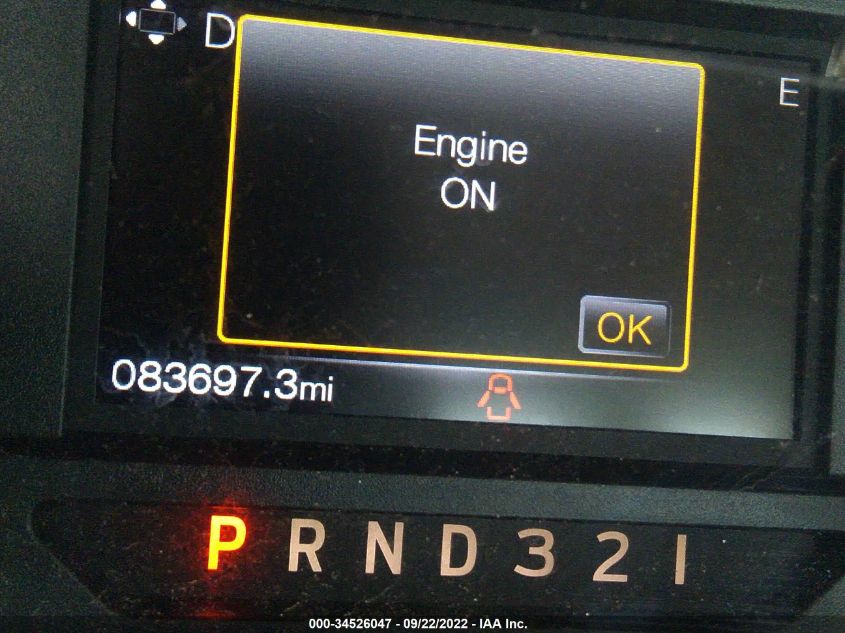 D
E
Engine
ON
OK
083697.3mi
P R N D 3 2 1
000-34526047 - 09/22/2022 - IAA Inc.